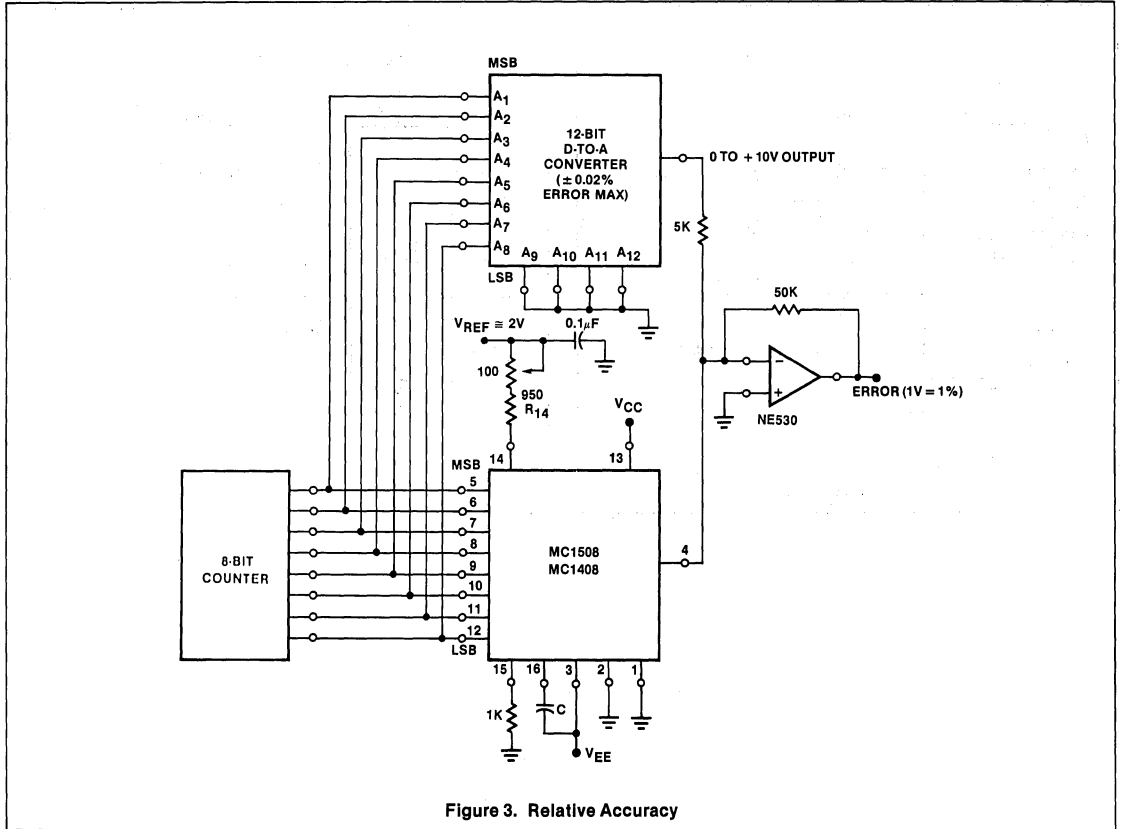 MSB
A1
A2
A3
A4
A5
A6
A7
A8
12-BIT
D-TO-A
CONVERTER
(± 0.02%
ERROR MAX)
A9 A10 A11 A12
LSB
0 TO + 10V OUTPUT
5K
50K
VREF ≅ 2V
0.1µF
100
950
R14
VCC
−
+
NE530
ERROR (1V = 1%)
14
13
MSB
5
6
7
8
9
10
11
12
LSB
8-BIT
COUNTER
MC1508
MC1408
4
15 16 3 2 1
1K
C
VEE
Figure 3. Relative Accuracy